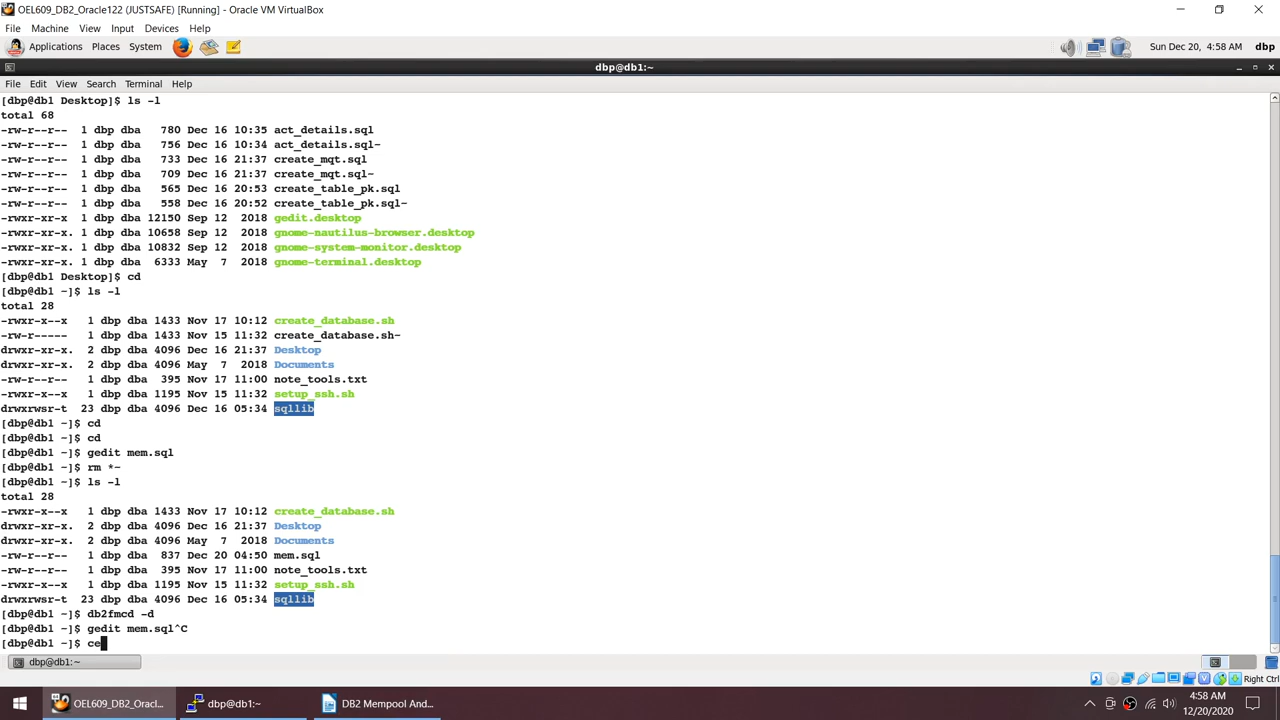 OEL609_DB2_Oracle122 (JUSTSAFE) [Running] - Oracle VM VirtualBox
File Machine View Input Devices Help
Applications Places System Sun Dec 20, 4:58 AM dbp
dbp@db1:~
File Edit View Search Terminal Help
[dbp@db1 Desktop]$ ls -l
total 68
-rw-r--r-- 1 dbp dba 780 Dec 16 10:35 act_details.sql
-rw-r--r-- 1 dbp dba 756 Dec 16 10:34 act_details.sql~
-rw-r--r-- 1 dbp dba 733 Dec 16 21:37 create_mqt.sql
-rw-r--r-- 1 dbp dba 709 Dec 16 21:37 create_mqt.sql~
-rw-r--r-- 1 dbp dba 565 Dec 16 20:53 create_table_pk.sql
-rw-r--r-- 1 dbp dba 558 Dec 16 20:52 create_table_pk.sql~
-rwxr-xr-x. 1 dbp dba 12150 Sep 12 2018 gedit.desktop
-rwxr-xr-x. 1 dbp dba 10658 Sep 12 2018 gnome-nautilus-browser.desktop
-rwxr-xr-x. 1 dbp dba 10832 Sep 12 2018 gnome-system-monitor.desktop
-rwxr-xr-x. 1 dbp dba 6333 May 7 2018 gnome-terminal.desktop
[dbp@db1 Desktop]$ cd
[dbp@db1 ~]$ ls -l
total 28
-rwxr-x--x 1 dbp dba 1433 Nov 17 10:12 create_database.sh
-rwxr-x--- 1 dbp dba 1433 Nov 15 11:32 create_database.sh~
drwxr-xr-x. 2 dbp dba 4096 Dec 16 21:37 Desktop
drwxr-xr-x. 2 dbp dba 4096 May 7 2018 Documents
-rw-r--r-- 1 dbp dba 395 Nov 17 11:00 note_tools.txt
-rwxr-x--x 1 dbp dba 1195 Nov 15 11:32 setup_ssh.sh
drwxrwsr-t 23 dbp dba 4096 Dec 16 05:34 sqllib
[dbp@db1 ~]$ cd
[dbp@db1 ~]$ cd
[dbp@db1 ~]$ gedit mem.sql
[dbp@db1 ~]$ rm *~
[dbp@db1 ~]$ ls -l
total 28
-rwxr-x--x 1 dbp dba 1433 Nov 17 10:12 create_database.sh
drwxr-xr-x. 2 dbp dba 4096 Dec 16 21:37 Desktop
drwxr-xr-x. 2 dbp dba 4096 May 7 2018 Documents
-rw-r--r-- 1 dbp dba 837 Dec 20 04:50 mem.sql
-rw-r--r-- 1 dbp dba 395 Nov 17 11:00 note_tools.txt
-rwxr-x--x 1 dbp dba 1195 Nov 15 11:32 setup_ssh.sh
drwxrwsr-t 23 dbp dba 4096 Dec 16 05:34 sqllib
[dbp@db1 ~]$ db2fmcd -d
[dbp@db1 ~]$ gedit mem.sql^C
[dbp@db1 ~]$ ce
dbp@db1:~
Right Ctrl
OEL609_DB2_Oracl... dbp@db1:~ DB2 Mempool And...
4:58 AM
12/20/2020